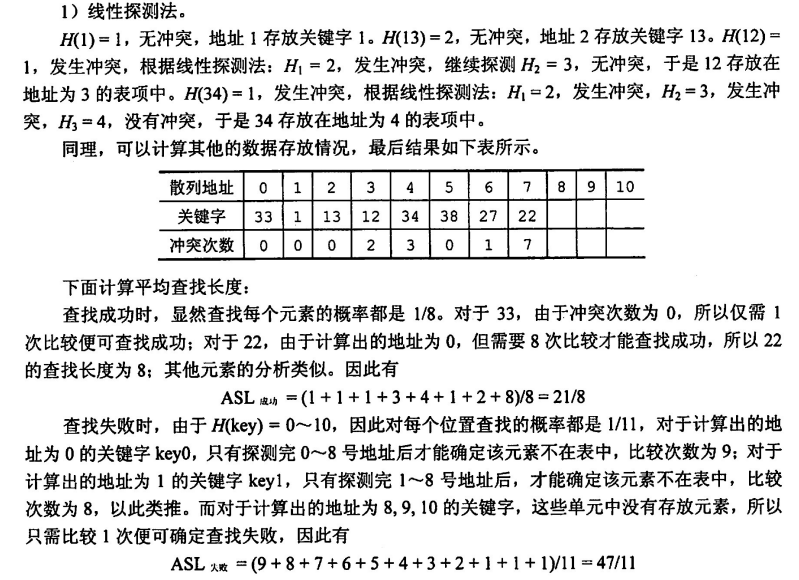 1）线性探测法。
H(1) = 1，无冲突，地址 1 存放关键字 1。H(13) = 2，无冲突，地址 2 存放关键字 13。H(12) =
1，发生冲突，根据线性探测法：H₁ = 2，发生冲突，继续探测 H₂ = 3，无冲突，于是 12 存放在
地址为 3 的表项中。H(34) = 1，发生冲突，根据线性探测法：H₁ = 2，发生冲突，H₂ = 3，发生冲
突，H₃ = 4，没有冲突，于是 34 存放在地址为 4 的表项中。
同理，可以计算其他的数据存放情况，最后结果如下表所示。
散列地址 0 1 2 3 4 5 6 7 8 9 10
关键字 33 1 13 12 34 38 27 22
冲突次数 0 0 0 2 3 0 1 7
下面计算平均查找长度：
查找成功时，显然查找每个元素的概率都是 1/8。对于 33，由于冲突次数为 0，所以仅需 1
次比较便可查找成功；对于 22，由于计算出的地址为 0，但需要 8 次比较才能查找成功，所以 22
的查找长度为 8；其他元素的分析类似。因此有
ASL成功 = (1 + 1 + 1 + 3 + 4 + 1 + 2 + 8)/8 = 21/8
查找失败时，由于 H(key) = 0～10，因此对每个位置查找的概率都是 1/11，对于计算出的地
址为 0 的关键字 key0，只有探测完 0～8 号地址后才能确定该元素不在表中，比较次数为 9；对于
计算出的地址为 1 的关键字 key1，只有探测完 1～8 号地址后，才能确定该元素不在表中，比较
次数为 8，以此类推。而对于计算出的地址为 8, 9, 10 的关键字，这些单元中没有存放元素，所以
只需比较 1 次便可确定查找失败，因此有
ASL失败 = (9 + 8 + 7 + 6 + 5 + 4 + 3 + 2 + 1 + 1 + 1)/11 = 47/11